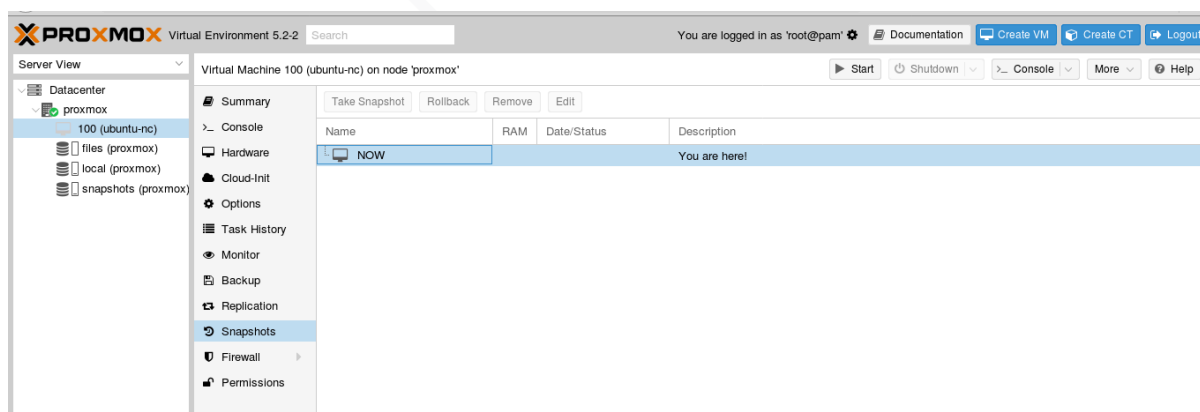 PROXMOX Virtual Environment 5.2-2 Search You are logged in as 'root@pam' Documentation Create VM Create CT Logout
Server View
Datacenter
proxmox
100 (ubuntu-nc)
files (proxmox)
local (proxmox)
snapshots (proxmox)
Virtual Machine 100 (ubuntu-nc) on node 'proxmox' Start Shutdown Console More Help
Summary
Console
Hardware
Cloud-Init
Options
Task History
Monitor
Backup
Replication
Snapshots
Firewall
Permissions
Take Snapshot Rollback Remove Edit
Name RAM Date/Status Description
NOW You are here!